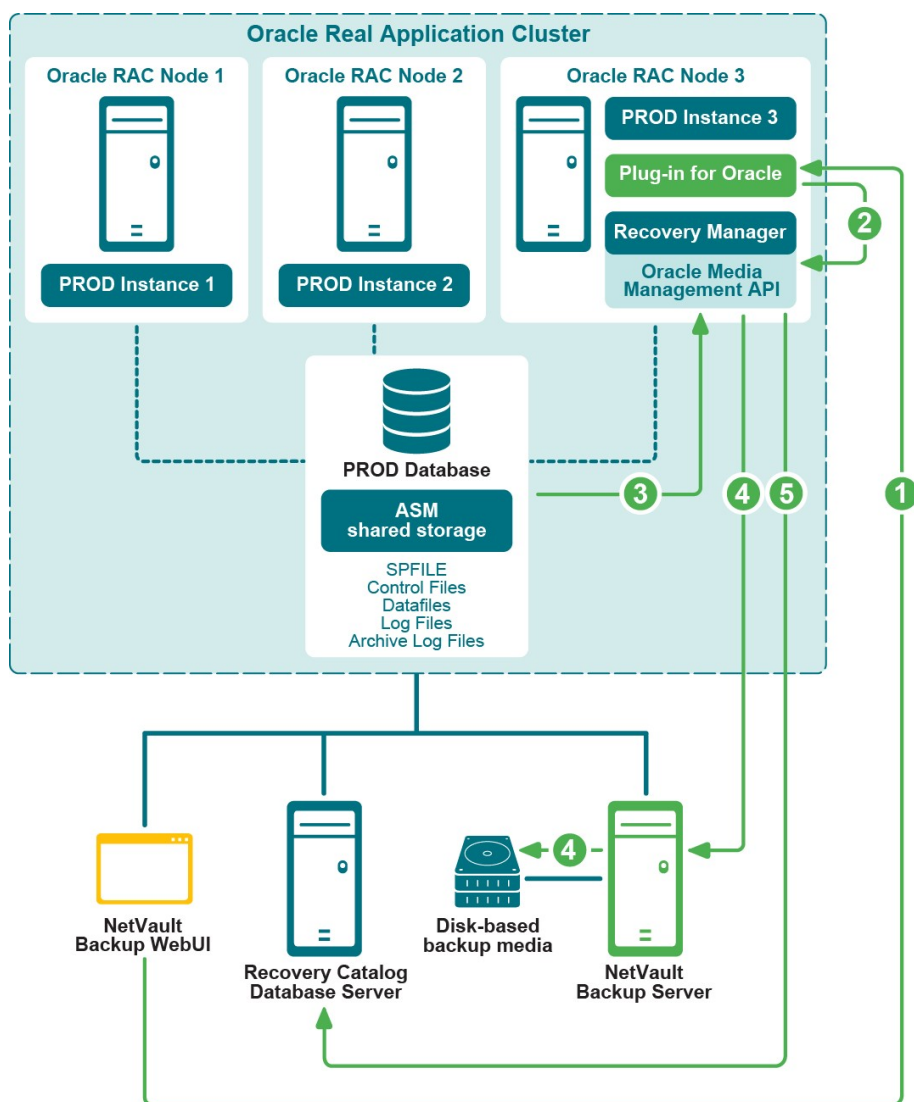 Oracle Real Application Cluster
Oracle RAC Node 1
PROD Instance 1
Oracle RAC Node 2
PROD Instance 2
Oracle RAC Node 3
PROD Instance 3
Plug-in for Oracle
Recovery Manager
Oracle Media
Management API
2
PROD Database
ASM
shared storage
SPFILE
Control Files
Datafiles
Log Files
Archive Log Files
3
4
5
1
NetVault
Backup WebUI
Recovery Catalog
Database Server
Disk-based
backup media
4
NetVault
Backup Server